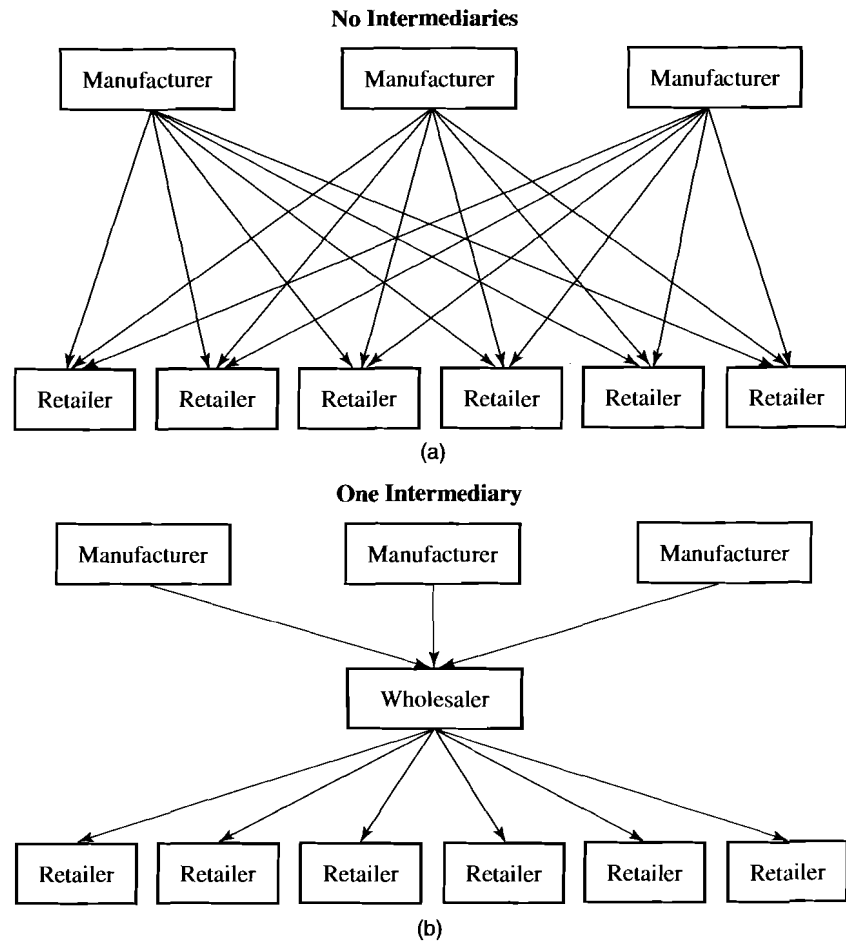 No Intermediaries
Manufacturer Manufacturer Manufacturer
Retailer Retailer Retailer Retailer Retailer Retailer
(a)
One Intermediary
Manufacturer Manufacturer Manufacturer
Wholesaler
Retailer Retailer Retailer Retailer Retailer Retailer
(b)